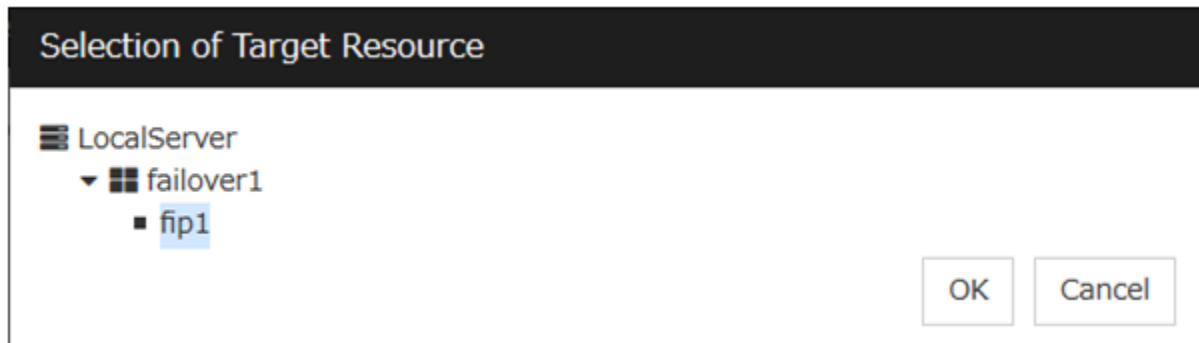 Selection of Target Resource
LocalServer
failover1
fip1
OK Cancel